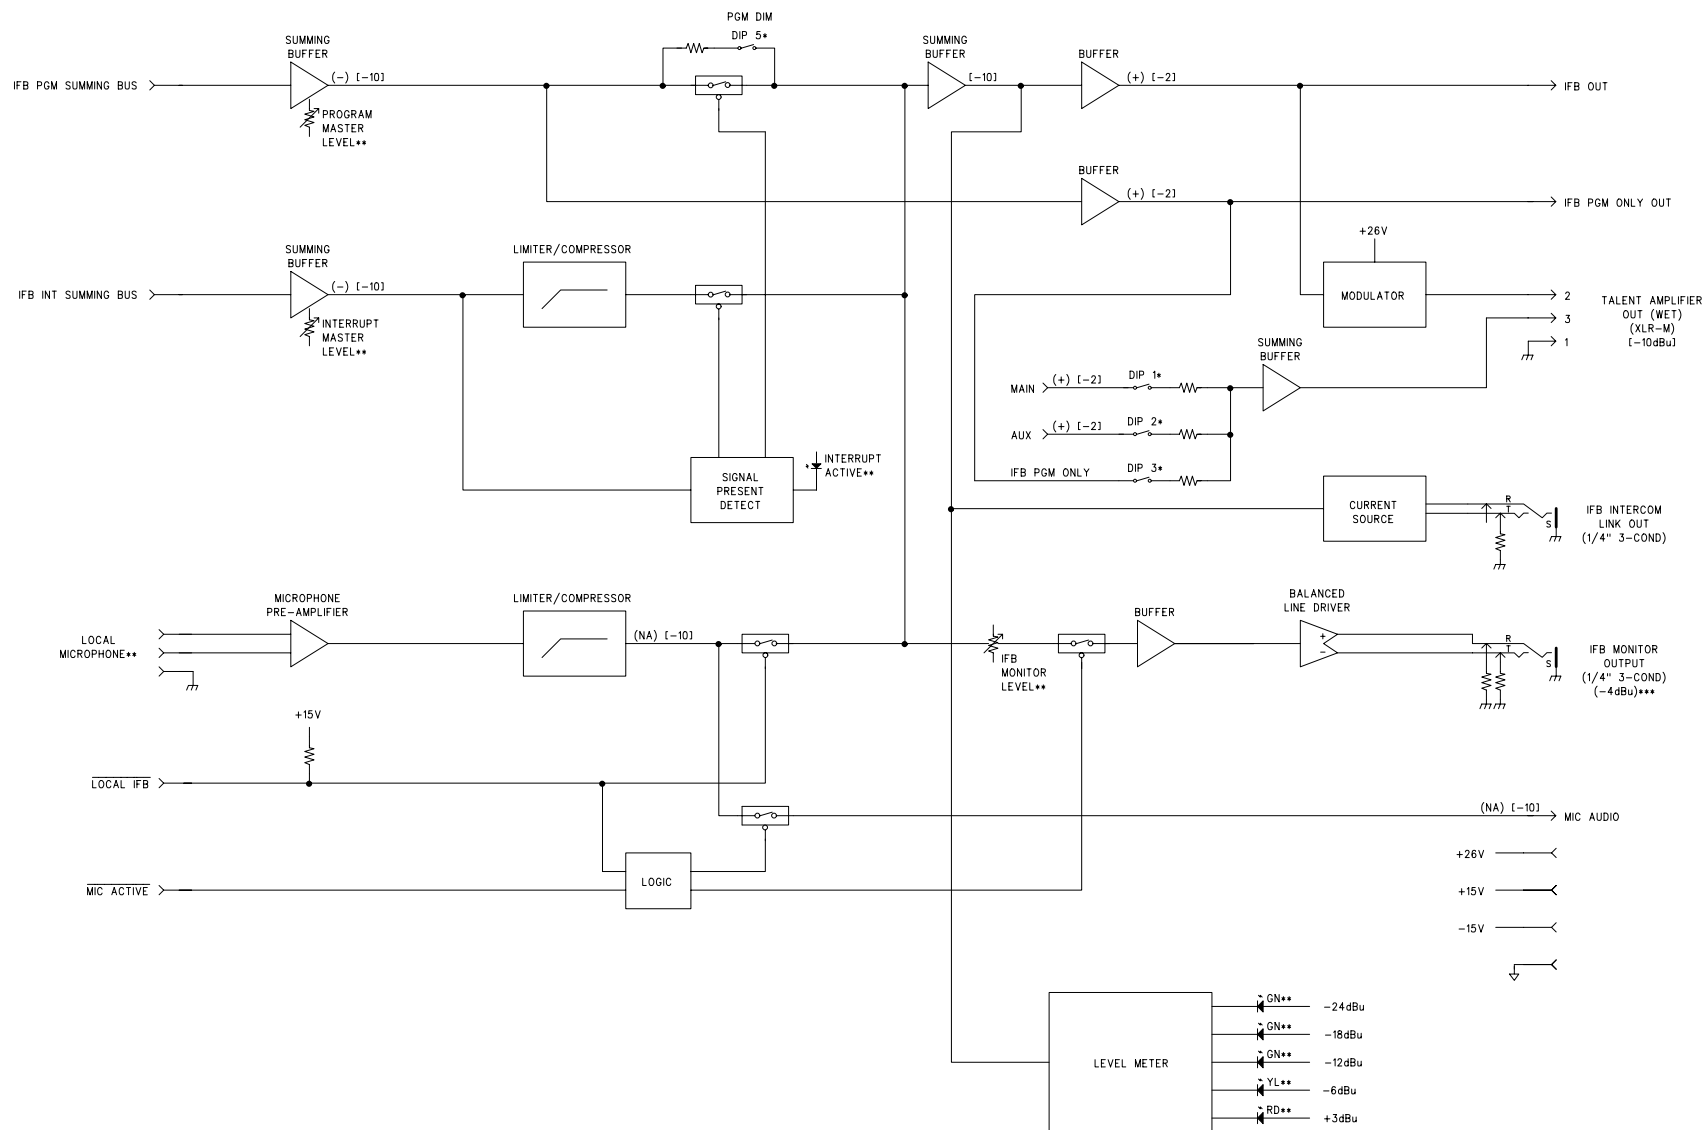 PGM DIM
DIP 5*
SUMMING
BUFFER
(-) [-10]
IFB PGM SUMMING BUS
PROGRAM
MASTER
LEVEL**
SUMMING
BUFFER
[-10]
BUFFER
(+) [-2]
IFB OUT
BUFFER
(+) [-2]
IFB PGM ONLY OUT
SUMMING
BUFFER
(-) [-10]
IFB INT SUMMING BUS
INTERRUPT
MASTER
LEVEL**
LIMITER/COMPRESSOR
+26V
MODULATOR
2
3
1
TALENT AMPLIFIER
OUT (WET)
(XLR-M)
[-10dBu]
SUMMING
BUFFER
MAIN
(+) [-2]
DIP 1*
AUX
(+) [-2]
DIP 2*
IFB PGM ONLY
DIP 3*
SIGNAL
PRESENT
DETECT
INTERRUPT
ACTIVE**
CURRENT
SOURCE
R
T
S
IFB INTERCOM
LINK OUT
(1/4" 3-COND)
MICROPHONE
PRE-AMPLIFIER
LOCAL
MICROPHONE**
LIMITER/COMPRESSOR
(NA) [-10]
IFB
MONITOR
LEVEL**
BUFFER
BALANCED
LINE DRIVER
+
-
R
T
S
IFB MONITOR
OUTPUT
(1/4" 3-COND)
(-4dBu)***
+15V
LOCAL IFB
(NA) [-10]
MIC AUDIO
LOGIC
MIC ACTIVE
+26V
+15V
-15V
LEVEL METER
GN**
-24dBu
GN**
-18dBu
GN**
-12dBu
YL**
-6dBu
RD**
+3dBu